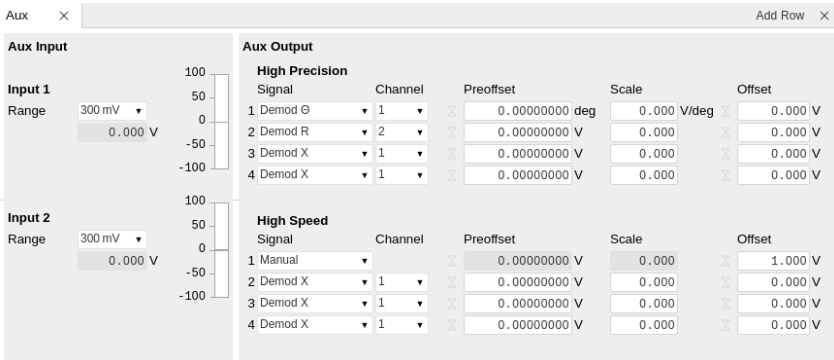 Aux × Add Row ×
Aux Input
Input 1
Range 300 mV
0.000 V
100
50
0
-50
-100
Input 2
Range 300 mV
0.000 V
100
50
0
-50
-100
Aux Output
High Precision
Signal Channel Preoffset Scale Offset
1 Demod Θ 1 0.00000000 deg 0.000 V/deg 0.000 V
2 Demod R 2 0.00000000 V 0.000 0.000 V
3 Demod X 1 0.00000000 V 0.000 0.000 V
4 Demod X 1 0.00000000 V 0.000 0.000 V
High Speed
Signal Channel Preoffset Scale Offset
1 Manual 0.00000000 V 0.000 1.000 V
2 Demod X 1 0.00000000 V 0.000 0.000 V
3 Demod X 1 0.00000000 V 0.000 0.000 V
4 Demod X 1 0.00000000 V 0.000 0.000 V